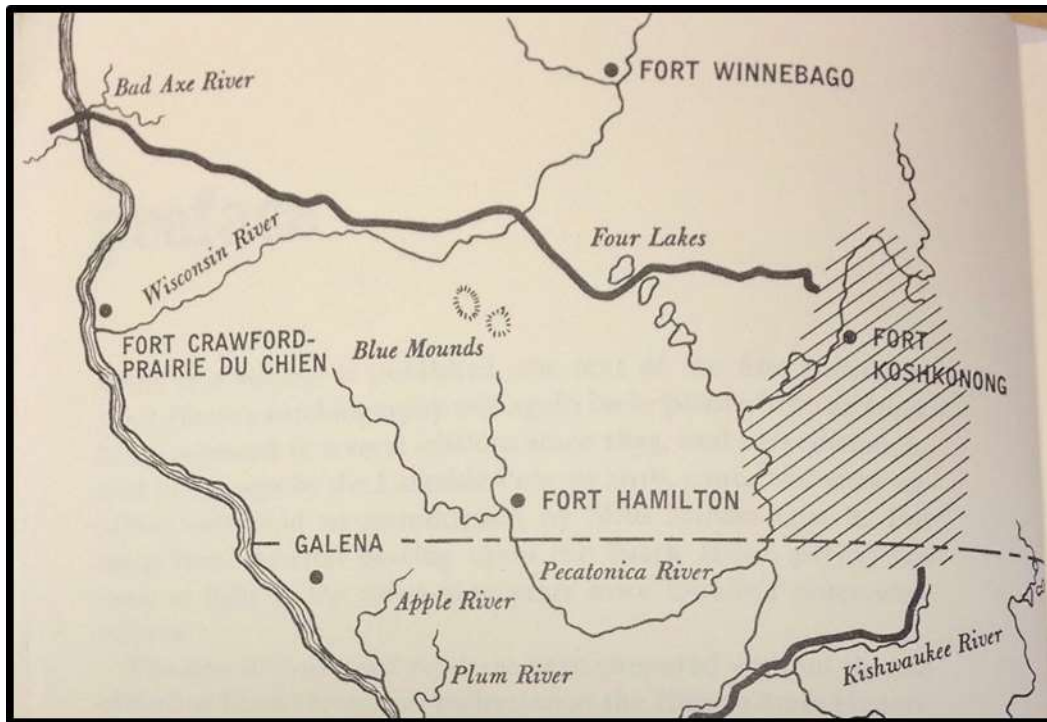 Bad Axe River
FORT WINNEBAGO
Wisconsin River
Four Lakes
FORT CRAWFORD-
PRAIRIE DU CHIEN
Blue Mounds
FORT
KOSHKONONG
FORT HAMILTON
GALENA
Pecatonica River
Apple River
Plum River
Kishwaukee River